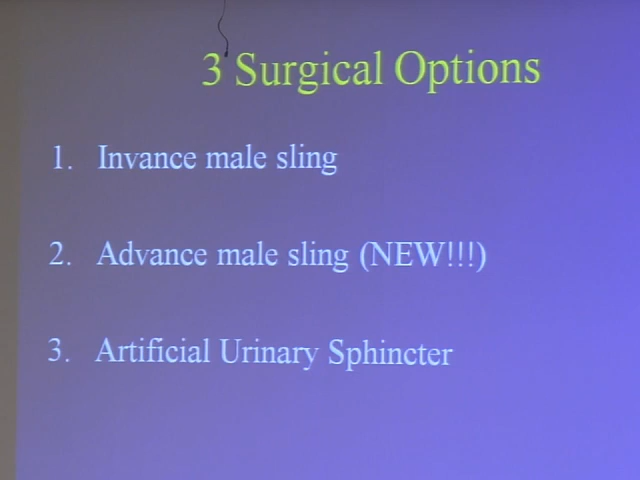 3 Surgical Options
1. Invance male sling
2. Advance male sling (NEW!!!)
3. Artificial Urinary Sphincter